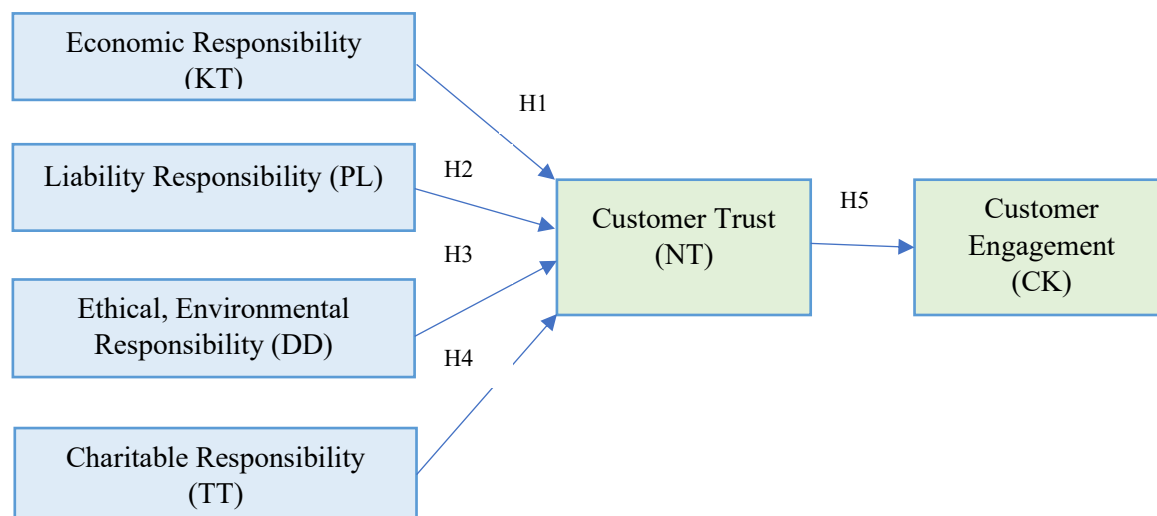 Economic Responsibility
(KT)
H1
Liability Responsibility (PL)
H2
Customer Trust
(NT)
H5
Customer
Engagement
(CK)
H3
Ethical, Environmental
Responsibility (DD)
H4
Charitable Responsibility
(TT)